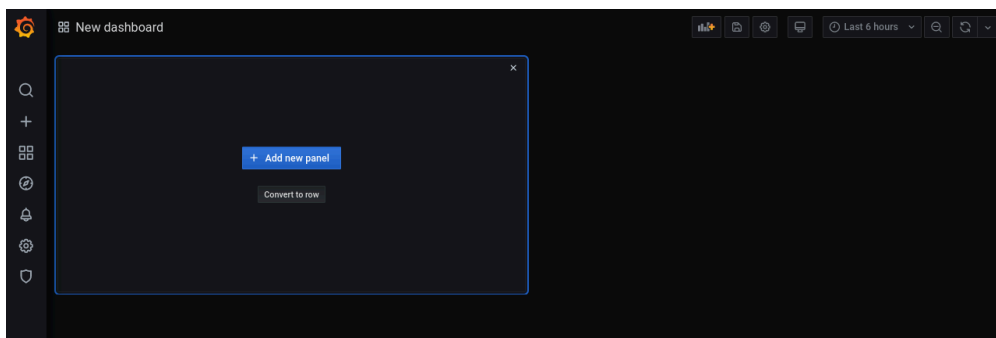 New dashboard
Last 6 hours
+ Add new panel
Convert to row